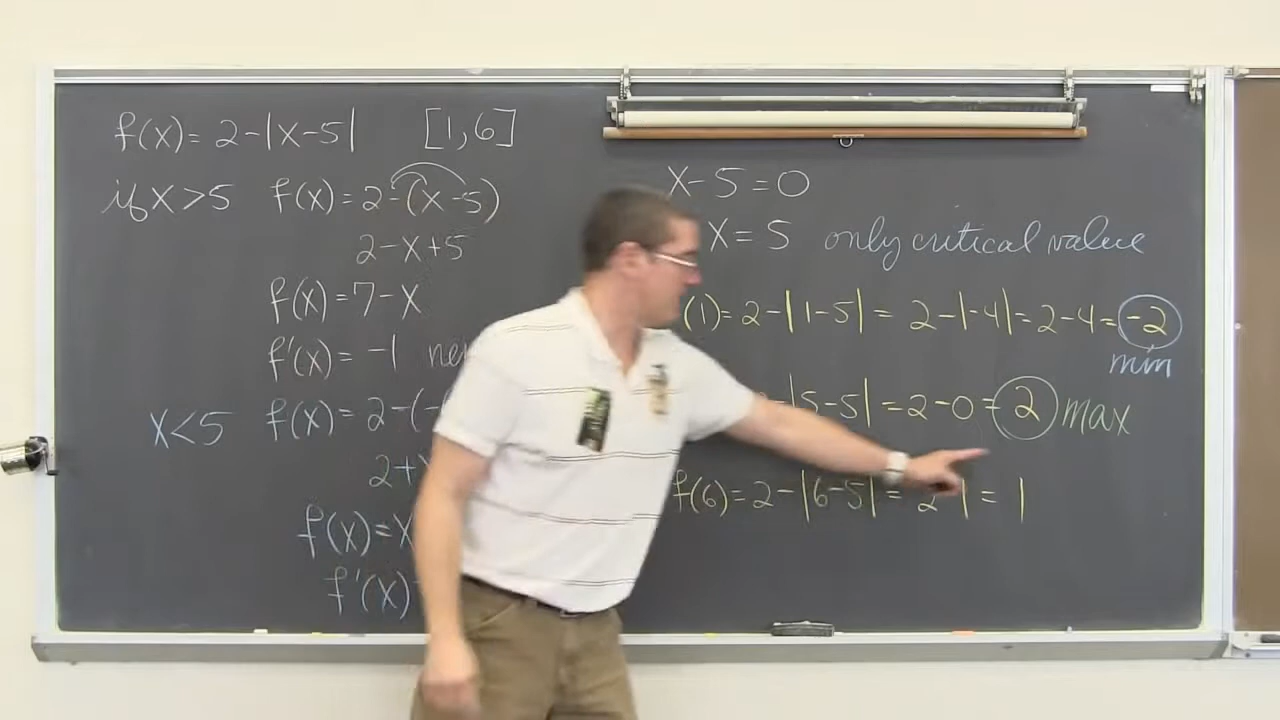 f(x)=2-|x-5| [1,6]
if x>5 f(x)=2-(x-5)
2-x+5
f(x)=7-x
f'(x)=-1
x<5 f(x)=2-(-
2+
f(x)=x
f'(x)
x-5=0
x=5 only critical value
(1)=2-|1-5|=2-|-4|=2-4=-2
min
|5-5|=2-0=2 max
f(6)=2-|6-5|=2-1=1